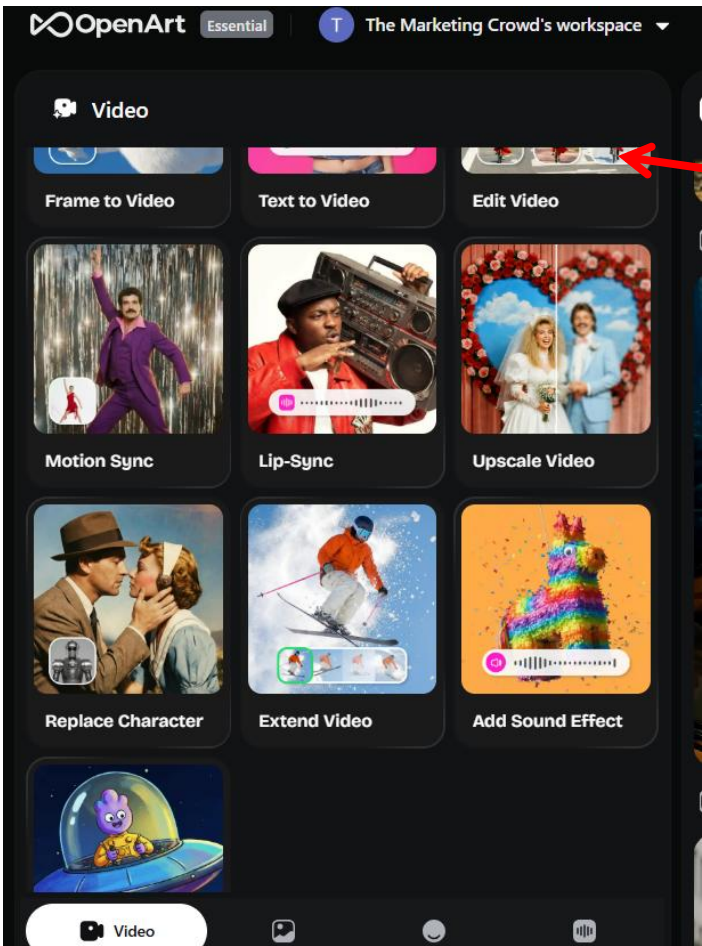 OpenArt Essential T The Marketing Crowd's workspace
Video
Frame to Video Text to Video Edit Video
Motion Sync Lip-Sync Upscale Video
Replace Character Extend Video Add Sound Effect
Video